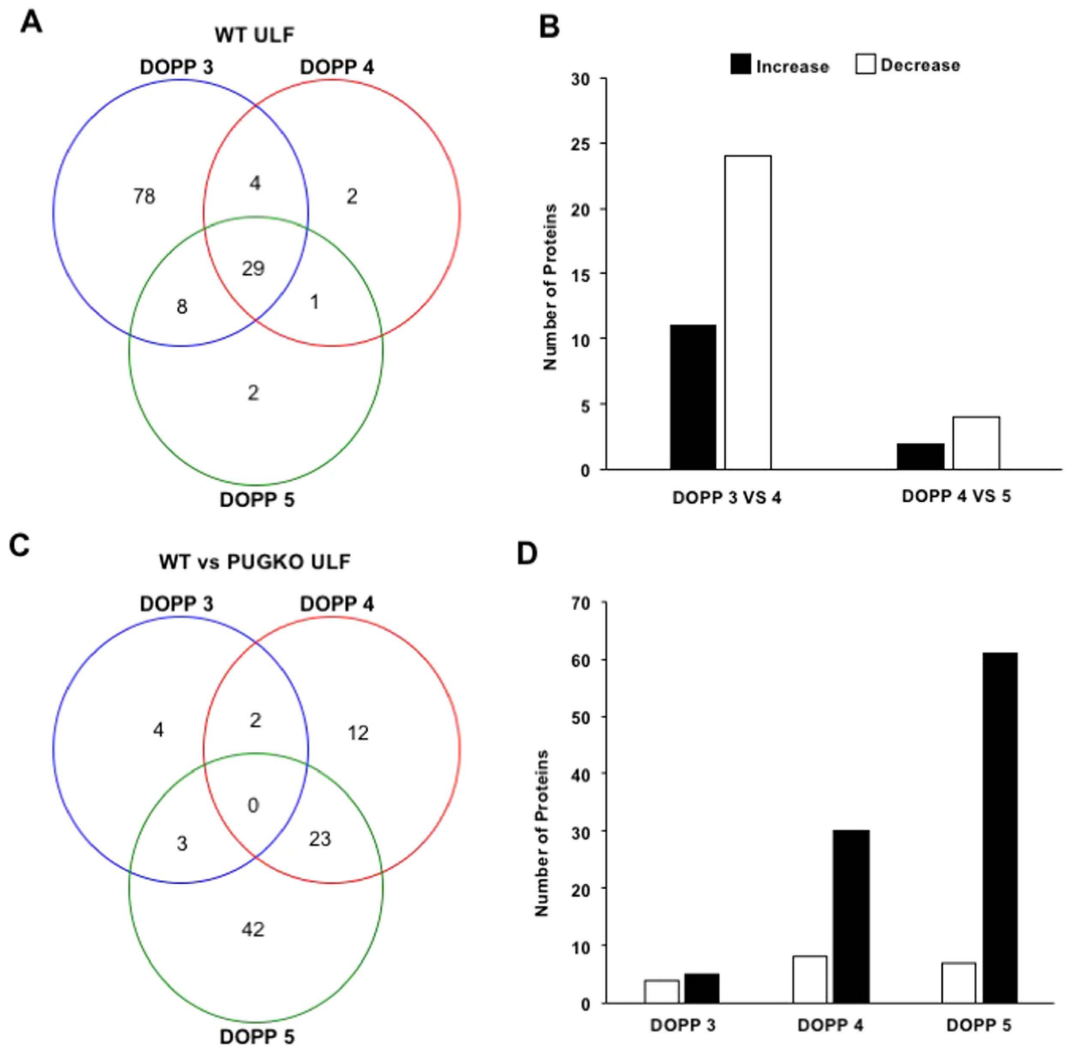 A
WT ULF
DOPP 3
DOPP 4
78
4
2
29
8
1
2
DOPP 5
B
Increase
Decrease
30
25
20
15
10
5
0
Number of Proteins
DOPP 3 VS 4
DOPP 4 VS 5
C
WT vs PUGKO ULF
DOPP 3
DOPP 4
4
2
12
0
3
23
42
DOPP 5
D
70
60
50
40
30
20
10
0
Number of Proteins
DOPP 3
DOPP 4
DOPP 5